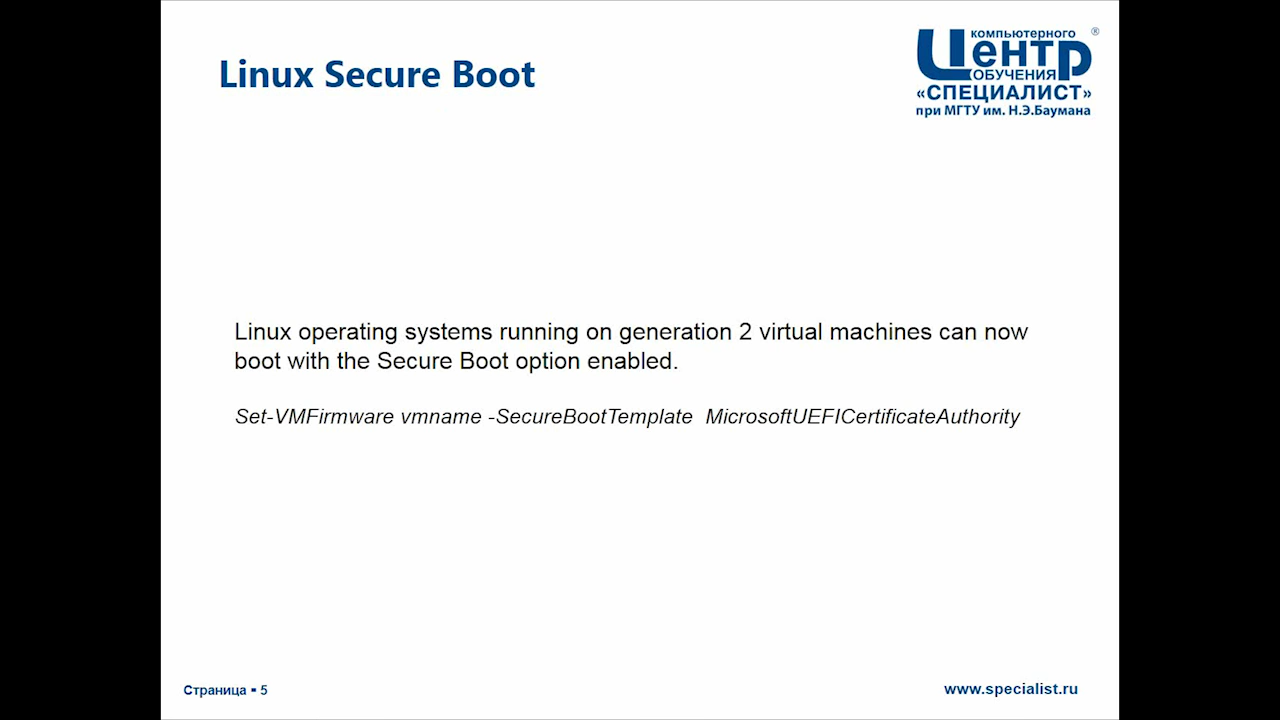 Linux Secure Boot
компьютерного
Центр
ОБУЧЕНИЯ
«СПЕЦИАЛИСТ»
при МГТУ им. Н.Э.Баумана
®
Linux operating systems running on generation 2 virtual machines can now
boot with the Secure Boot option enabled.
Set-VMFirmware vmname -SecureBootTemplate  MicrosoftUEFICertificateAuthority
Страница ▪ 5
www.specialist.ru